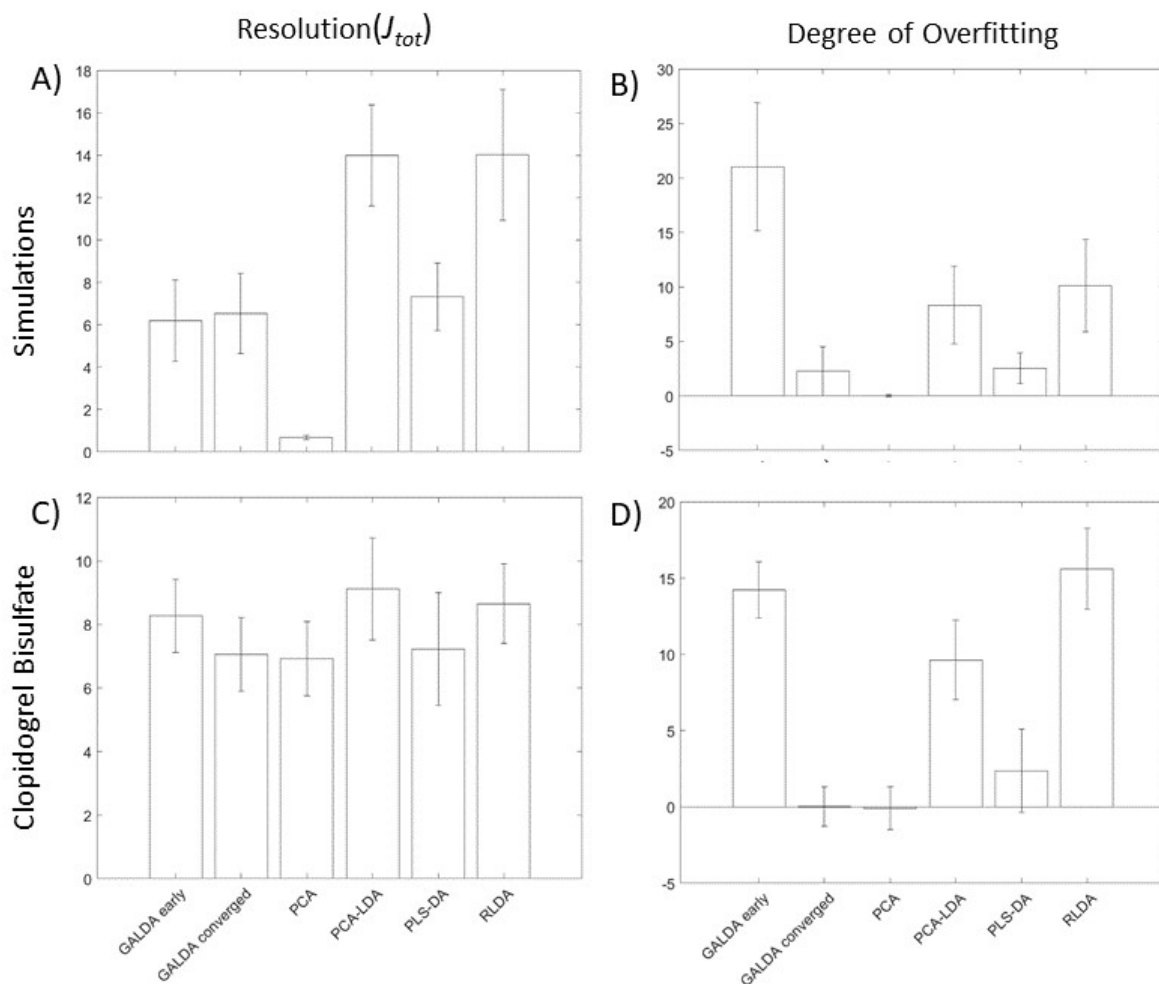 Resolution(J_tot)
Degree of Overfitting
A)
18
16
14
12
10
8
6
4
2
0
B)
30
25
20
15
10
5
0
-5
Simulations
C)
12
10
8
6
4
2
0
D)
20
15
10
5
0
-5
Clopidogrel Bisulfate
GALDA early
GALDA converged
PCA
PCA-LDA
PLS-DA
RLDA
GALDA early
GALDA converged
PCA
PCA-LDA
PLS-DA
RLDA